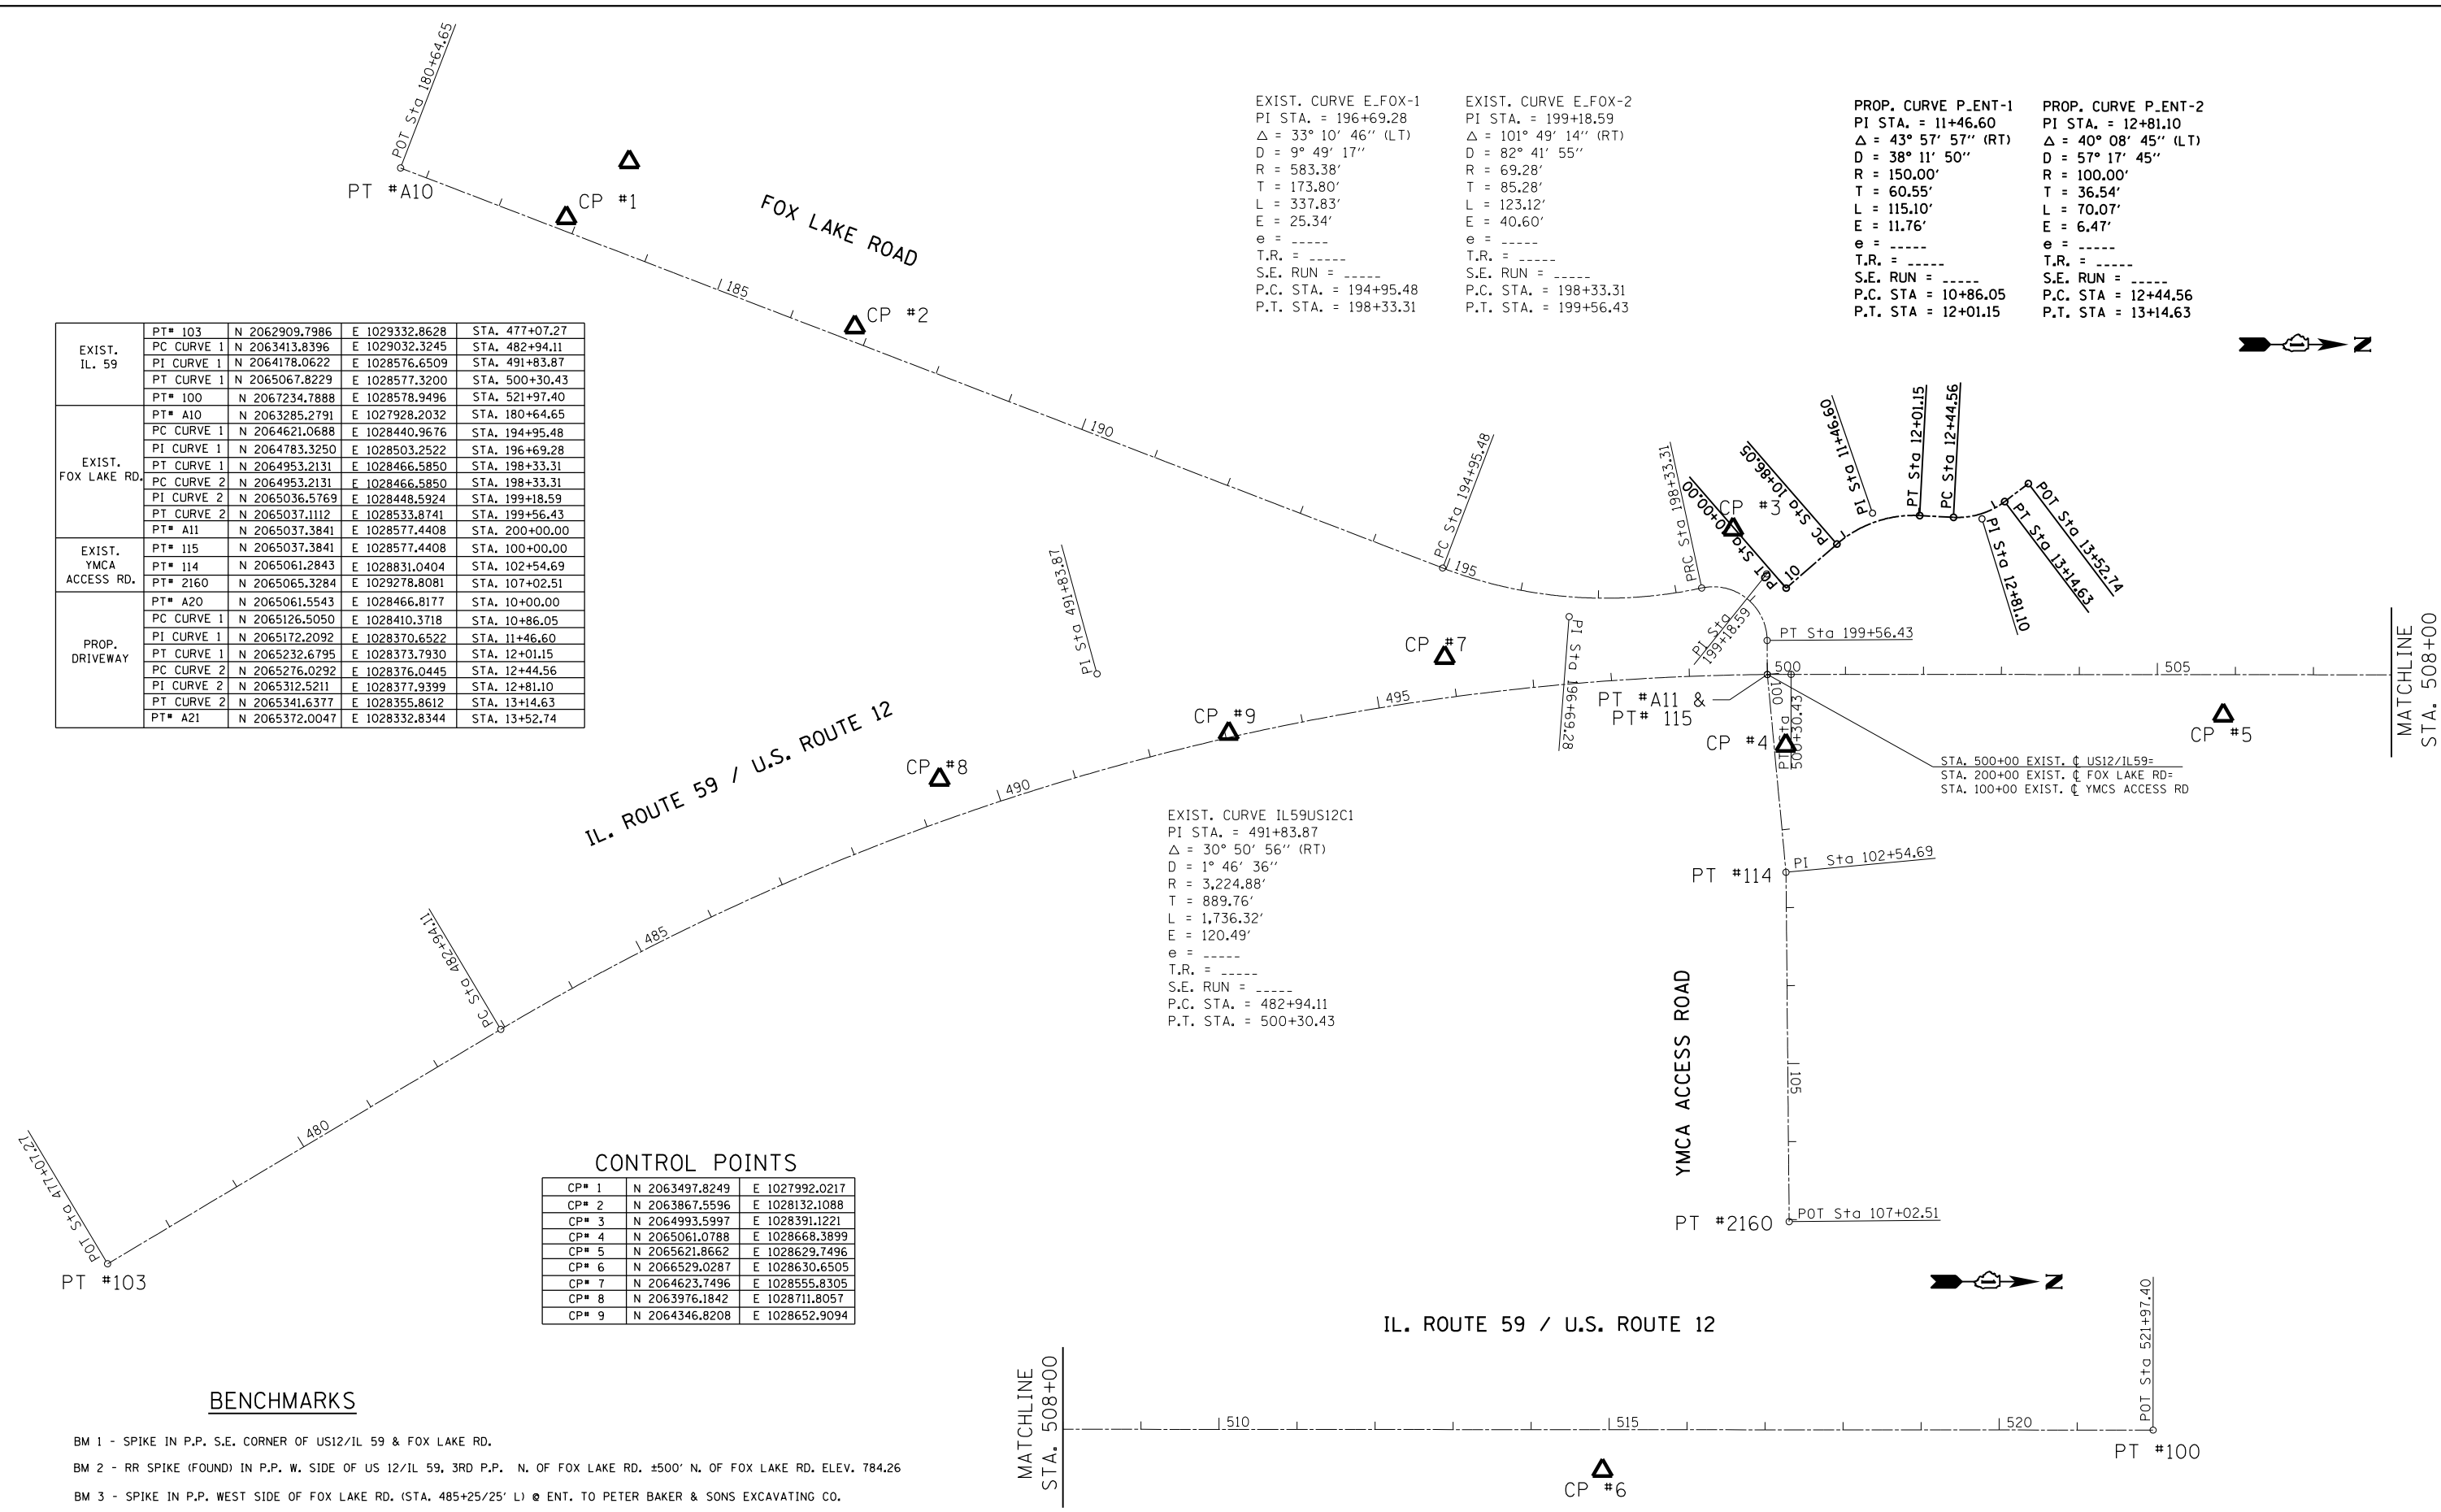 POT Sta 180+64.65
PT #A10
CP #1
FOX LAKE ROAD
185
CP #2
190
PC Sta 194+95.48
195
PRC Sta 198+33.31
EXIST. CURVE E_FOX-1
PI STA. = 196+69.28
Δ = 33° 10' 46'' (LT)
D = 9° 49' 17''
R = 583.38'
T = 173.80'
L = 337.83'
E = 25.34'
e = _____
T.R. = _____
S.E. RUN = _____
P.C. STA. = 194+95.48
P.T. STA. = 198+33.31
EXIST. CURVE E_FOX-2
PI STA. = 199+18.59
Δ = 101° 49' 14'' (RT)
D = 82° 41' 55''
R = 69.28'
T = 85.28'
L = 123.12'
E = 40.60'
e = _____
T.R. = _____
S.E. RUN = _____
P.C. STA. = 198+33.31
P.T. STA. = 199+56.43
PROP. CURVE P_ENT-1
PI STA. = 11+46.60
Δ = 43° 57' 57'' (RT)
D = 38° 11' 50''
R = 150.00'
T = 60.55'
L = 115.10'
E = 11.76'
e = _____
T.R. = _____
S.E. RUN = _____
P.C. STA = 10+86.05
P.T. STA = 12+01.15
PROP. CURVE P_ENT-2
PI STA. = 12+81.10
Δ = 40° 08' 45'' (LT)
D = 57° 17' 45''
R = 100.00'
T = 36.54'
L = 70.07'
E = 6.47'
e = _____
T.R. = _____
S.E. RUN = _____
P.C. STA = 12+44.56
P.T. STA = 13+14.63
N
EXIST. IL. 59
PT# 103 N 2062909.7986 E 1029332.8628 STA. 477+07.27
PC CURVE 1 N 2063413.8396 E 1029032.3245 STA. 482+94.11
PI CURVE 1 N 2064178.0622 E 1028576.6509 STA. 491+83.87
PT CURVE 1 N 2065067.8229 E 1028577.3200 STA. 500+30.43
PT# 100 N 2067234.7888 E 1028578.9496 STA. 521+97.40
EXIST. FOX LAKE RD.
PT# A10 N 2063285.2791 E 1027928.2032 STA. 180+64.65
PC CURVE 1 N 2064621.0688 E 1028440.9676 STA. 194+95.48
PI CURVE 1 N 2064783.3250 E 1028503.2522 STA. 196+69.28
PT CURVE 1 N 2064953.2131 E 1028466.5850 STA. 198+33.31
PC CURVE 2 N 2064953.2131 E 1028466.5850 STA. 198+33.31
PI CURVE 2 N 2065036.5769 E 1028448.5924 STA. 199+18.59
PT CURVE 2 N 2065037.1112 E 1028533.8741 STA. 199+56.43
PT# A11 N 2065037.3841 E 1028577.4408 STA. 200+00.00
EXIST. YMCA ACCESS RD.
PT# 115 N 2065037.3841 E 1028577.4408 STA. 100+00.00
PT# 114 N 2065061.2843 E 1028831.0404 STA. 102+54.69
PT# 2160 N 2065065.3284 E 1029278.8081 STA. 107+02.51
PROP. DRIVEWAY
PT# A20 N 2065061.5543 E 1028466.8177 STA. 10+00.00
PC CURVE 1 N 2065126.5050 E 1028410.3718 STA. 10+86.05
PI CURVE 1 N 2065172.2092 E 1028370.6522 STA. 11+46.60
PT CURVE 1 N 2065232.6795 E 1028373.7930 STA. 12+01.15
PC CURVE 2 N 2065276.0292 E 1028376.0445 STA. 12+44.56
PI CURVE 2 N 2065312.5211 E 1028377.9399 STA. 12+81.10
PT CURVE 2 N 2065341.6377 E 1028355.8612 STA. 13+14.63
PT# A21 N 2065372.0047 E 1028332.8344 STA. 13+52.74
POT Sta 10+00.00
CP #3
PC Sta 10+86.05
PI Sta 11+46.60
PT Sta 12+01.15
PC Sta 12+44.56
POT Sta 13+52.74
PT Sta 13+14.63
PI Sta 12+81.10
10
PI Sta
199+18.59
PT Sta 199+56.43
PI Sta 491+83.87
PI Sta 196+69.28
CP #7
CP #9
CP #8
495
490
500
505
100
PT Sta
500+30.43
PT #A11 &
PT# 115
CP #4
CP #5
MATCHLINE
STA. 508+00
STA. 500+00 EXIST. ℄ US12/IL59=
STA. 200+00 EXIST. ℄ FOX LAKE RD=
STA. 100+00 EXIST. ℄ YMCS ACCESS RD
IL. ROUTE 59 / U.S. ROUTE 12
EXIST. CURVE IL59US12C1
PI STA. = 491+83.87
Δ = 30° 50' 56'' (RT)
D = 1° 46' 36''
R = 3,224.88'
T = 889.76'
L = 1,736.32'
E = 120.49'
e = _____
T.R. = _____
S.E. RUN = _____
P.C. STA. = 482+94.11
P.T. STA. = 500+30.43
PT #114
PI Sta 102+54.69
YMCA ACCESS ROAD
105
PT #2160
POT Sta 107+02.51
PC Sta 482+94.11
485
480
POT Sta 477+07.27
PT #103
CONTROL POINTS
CP# 1 N 2063497.8249 E 1027992.0217
CP# 2 N 2063867.5596 E 1028132.1088
CP# 3 N 2064993.5997 E 1028391.1221
CP# 4 N 2065061.0788 E 1028668.3899
CP# 5 N 2065621.8662 E 1028629.7496
CP# 6 N 2066529.0287 E 1028630.6505
CP# 7 N 2064623.7496 E 1028555.8305
CP# 8 N 2063976.1842 E 1028711.8057
CP# 9 N 2064346.8208 E 1028652.9094
N
IL. ROUTE 59 / U.S. ROUTE 12
MATCHLINE
STA. 508+00
510
515
520
POT Sta 521+97.40
PT #100
CP #6
BENCHMARKS
BM 1 - SPIKE IN P.P. S.E. CORNER OF US12/IL 59 & FOX LAKE RD.
BM 2 - RR SPIKE (FOUND) IN P.P. W. SIDE OF US 12/IL 59, 3RD P.P. N. OF FOX LAKE RD. ±500' N. OF FOX LAKE RD. ELEV. 784.26
BM 3 - SPIKE IN P.P. WEST SIDE OF FOX LAKE RD. (STA. 485+25/25' L) @ ENT. TO PETER BAKER & SONS EXCAVATING CO.